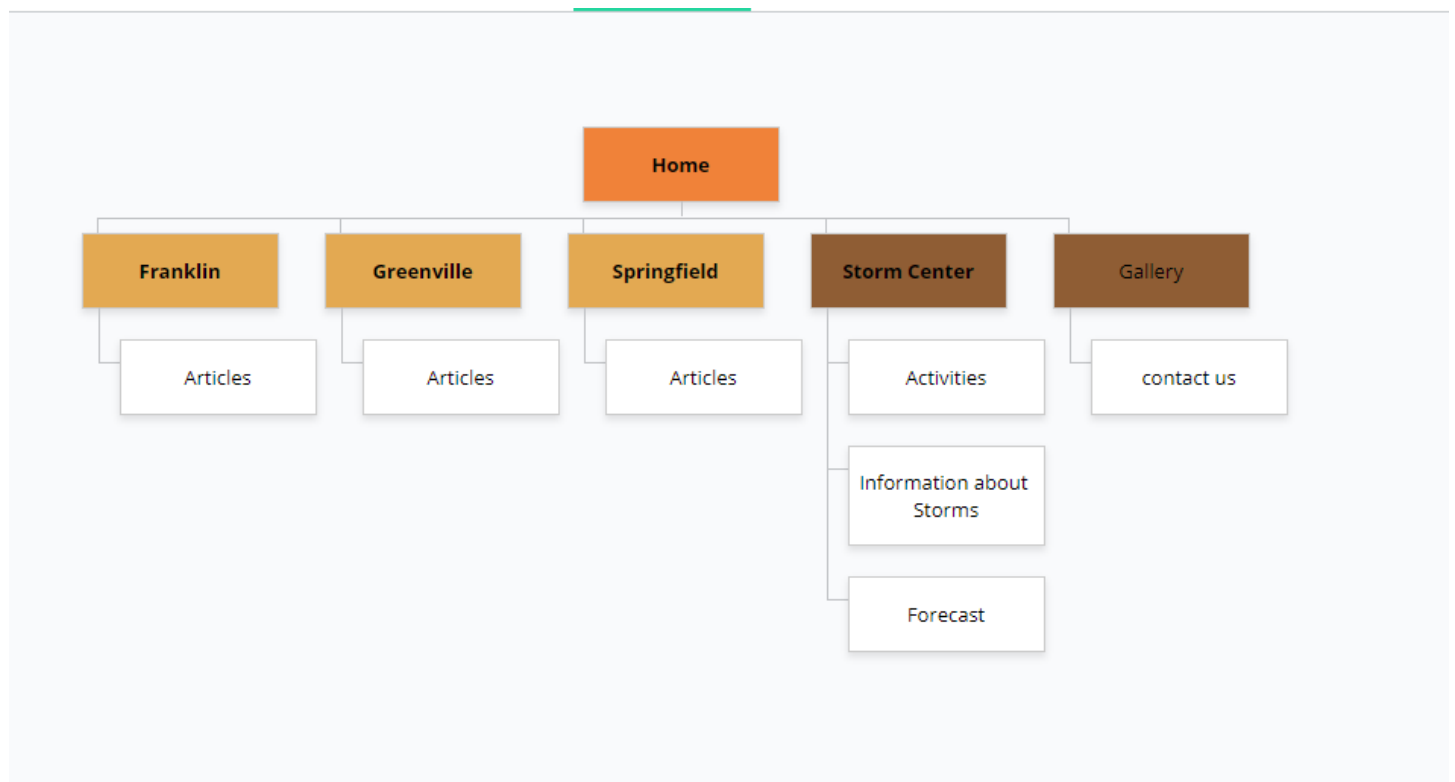 Home
Franklin
Greenville
Springfield
Storm Center
Gallery
Articles
Articles
Articles
Activities
contact us
Information about
Storms
Forecast